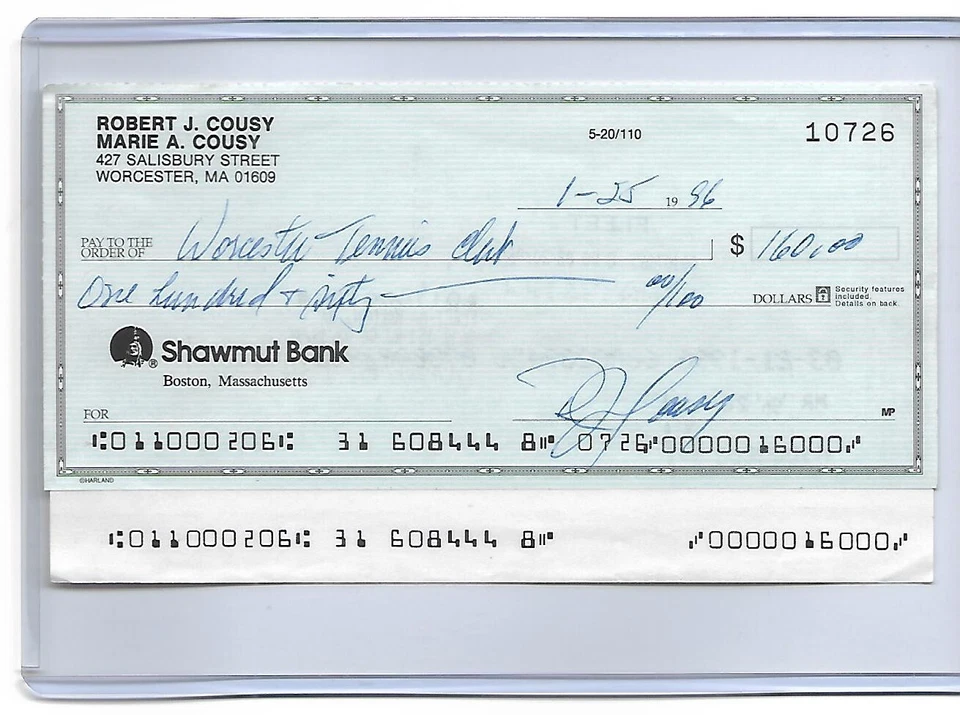 ROBERT J. COUSY
MARIE A. COUSY
427 SALISBURY STREET
WORCESTER, MA 01609
5-20/110
10726
1-25 19 96
PAY TO THE
ORDER OF Worcester Tennis Club $ 160.00
One hundred + sixty 00/100 DOLLARS
Security features
included.
Details on back.
® Shawmut Bank
Boston, Massachusetts
FOR
RJ Cousy
MP
⑆011000206⑆ 31 608444 8⑈ 0726 ⑇0000016000⑇
©HARLAND
⑆011000206⑆ 31 608444 8⑈ ⑇0000016000⑇